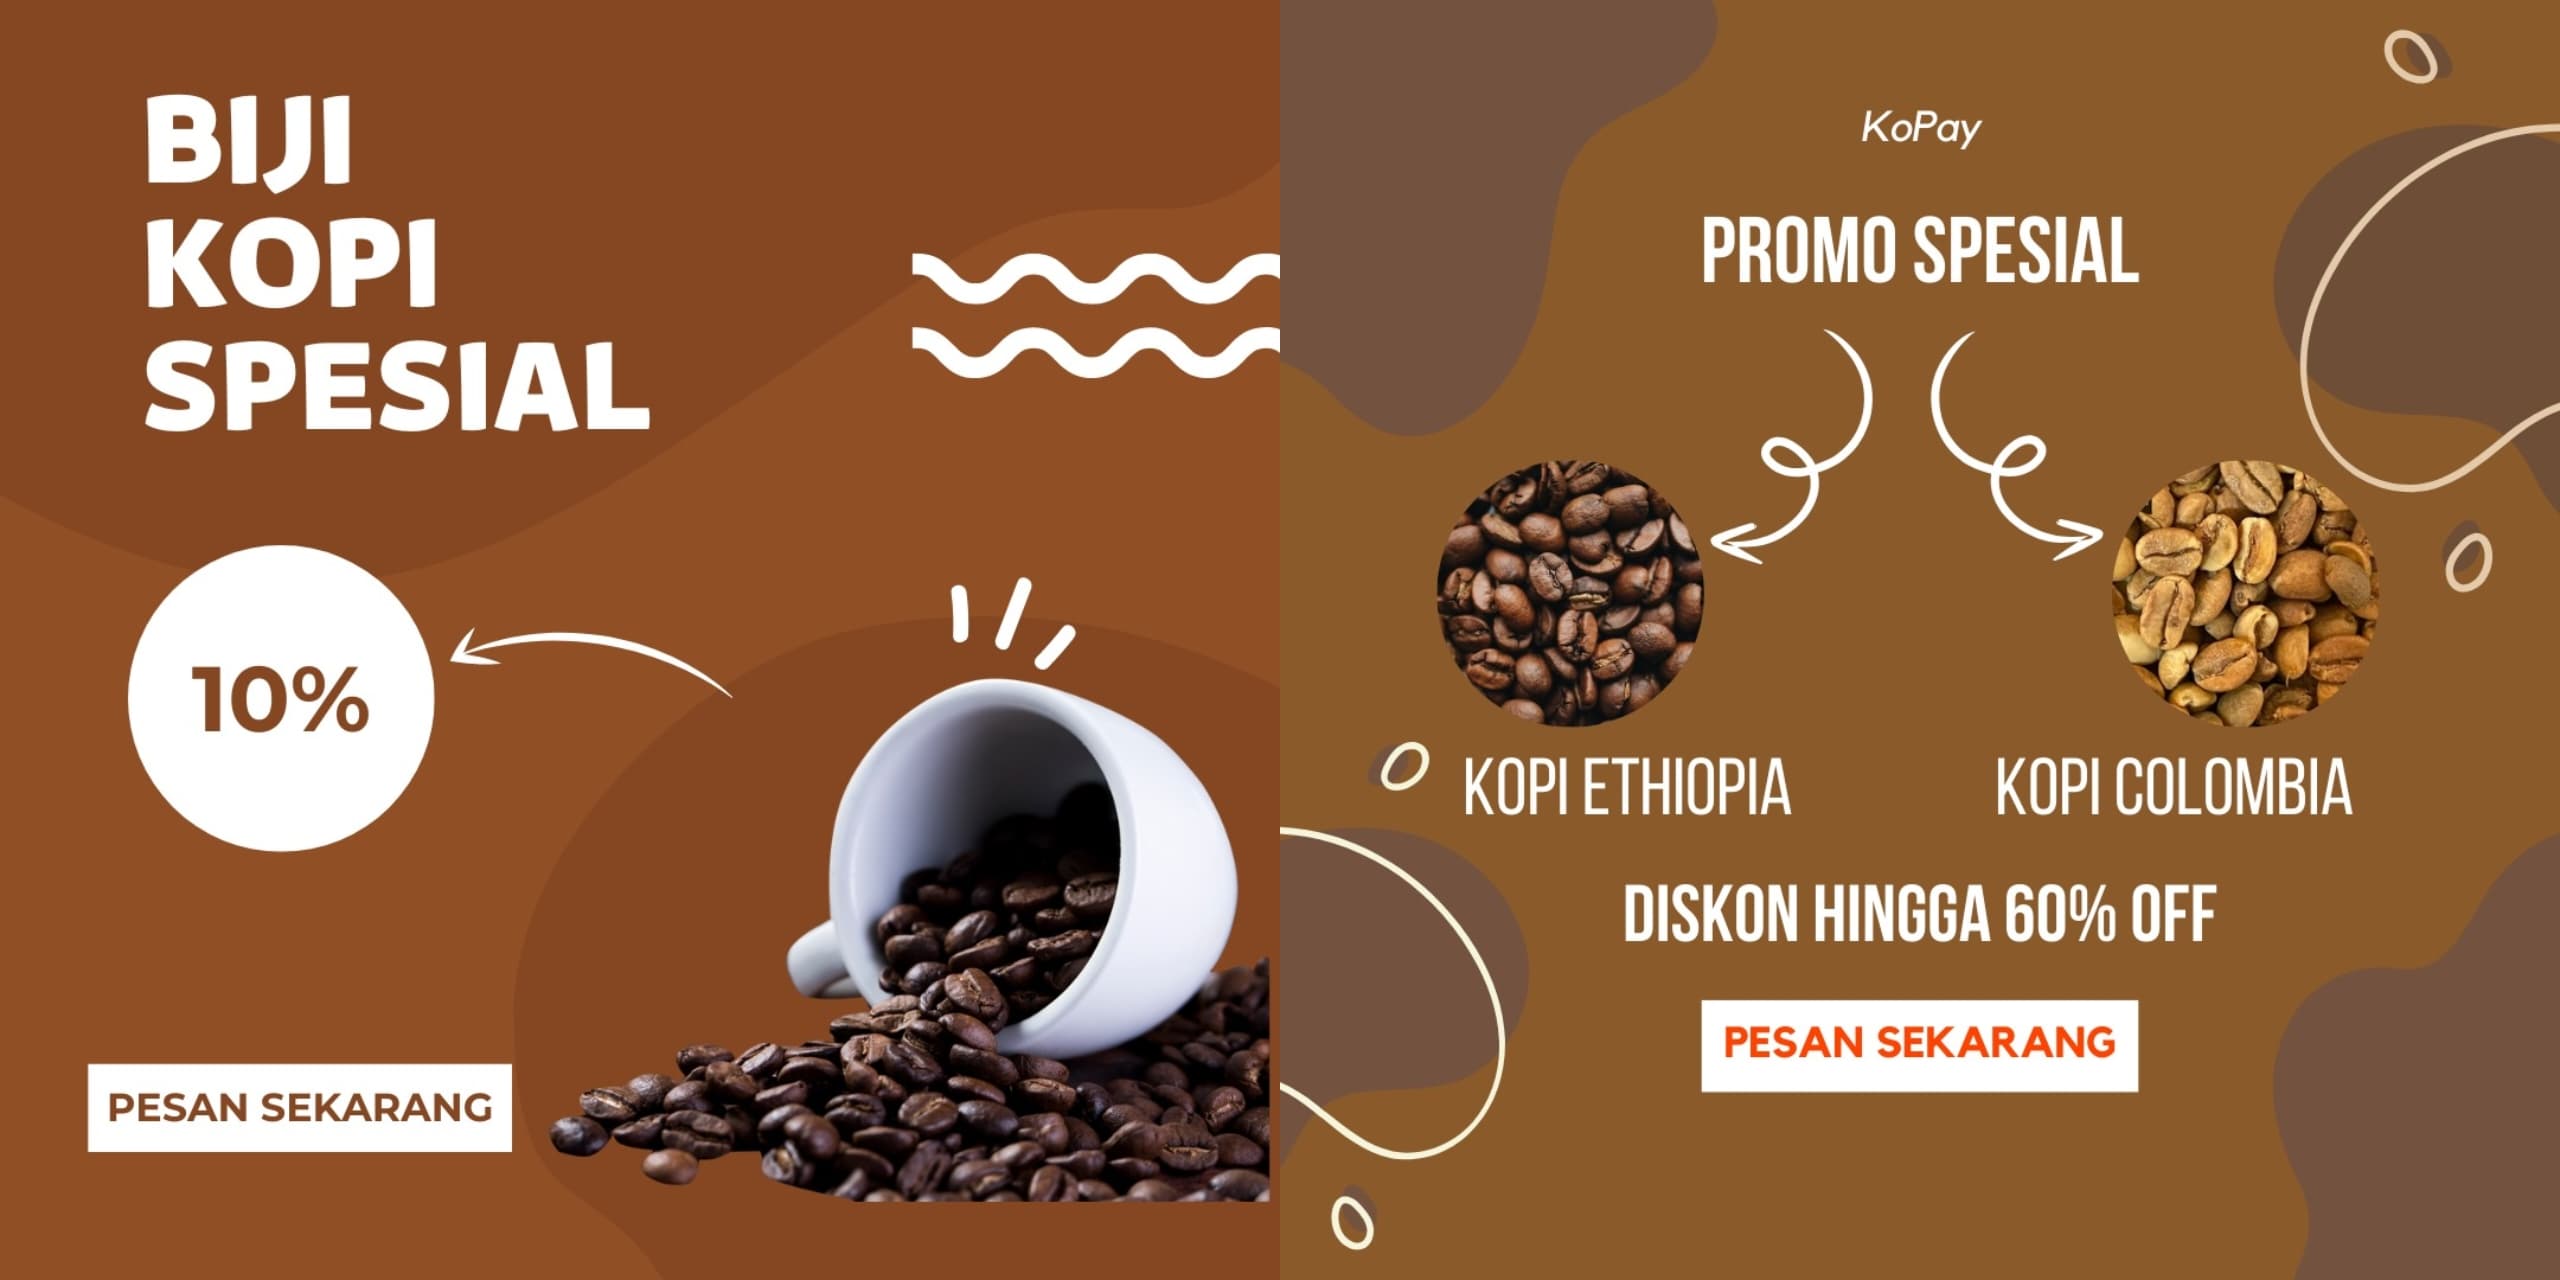 BIJI
KOPI
SPESIAL
10%
PESAN SEKARANG
KoPay
PROMO SPESIAL
KOPI ETHIOPIA
KOPI COLOMBIA
DISKON HINGGA 60% OFF
PESAN SEKARANG